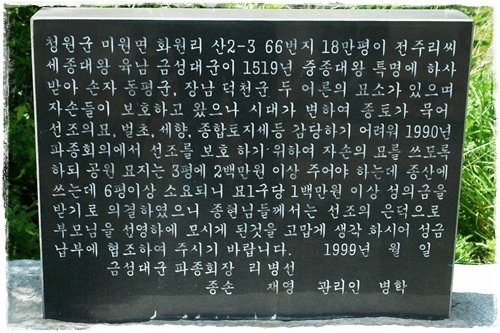 청원군 미원면 화원리 산2-3 66번지 18만평이 전주리씨
세종대왕 육남 금성대군이 1519년 중종대왕 특명에 하사
받아 손자 동평군, 장남 덕천군 두 어른의 묘소가 있으며
자손들이 보호하고 왔으나 시대가 변하여 종토가 묵어
선조의묘, 벌초, 세향, 종합토지세등 감당하기 어려워 1990년
파종회의에서 선조를 보호 하기 위하여 자손의 묘를 쓰도록
하되 공원 묘지는 3평에 2백만원 이상 주어야 하는데 종산에
쓰는데 6평이상 소요되니 묘1구당 1백만원 이상 성의금을
받기로 의결하였으니 종현님들께서는 선조의 은덕으로
부모님을 선영하에 모시게 된것을 고맙게 생각 하시어 성금
납부에 협조하여 주시기 바랍니다. 1999년 월 일
금성대군 파종회장 리 병선
종손 재영 관리인 병학